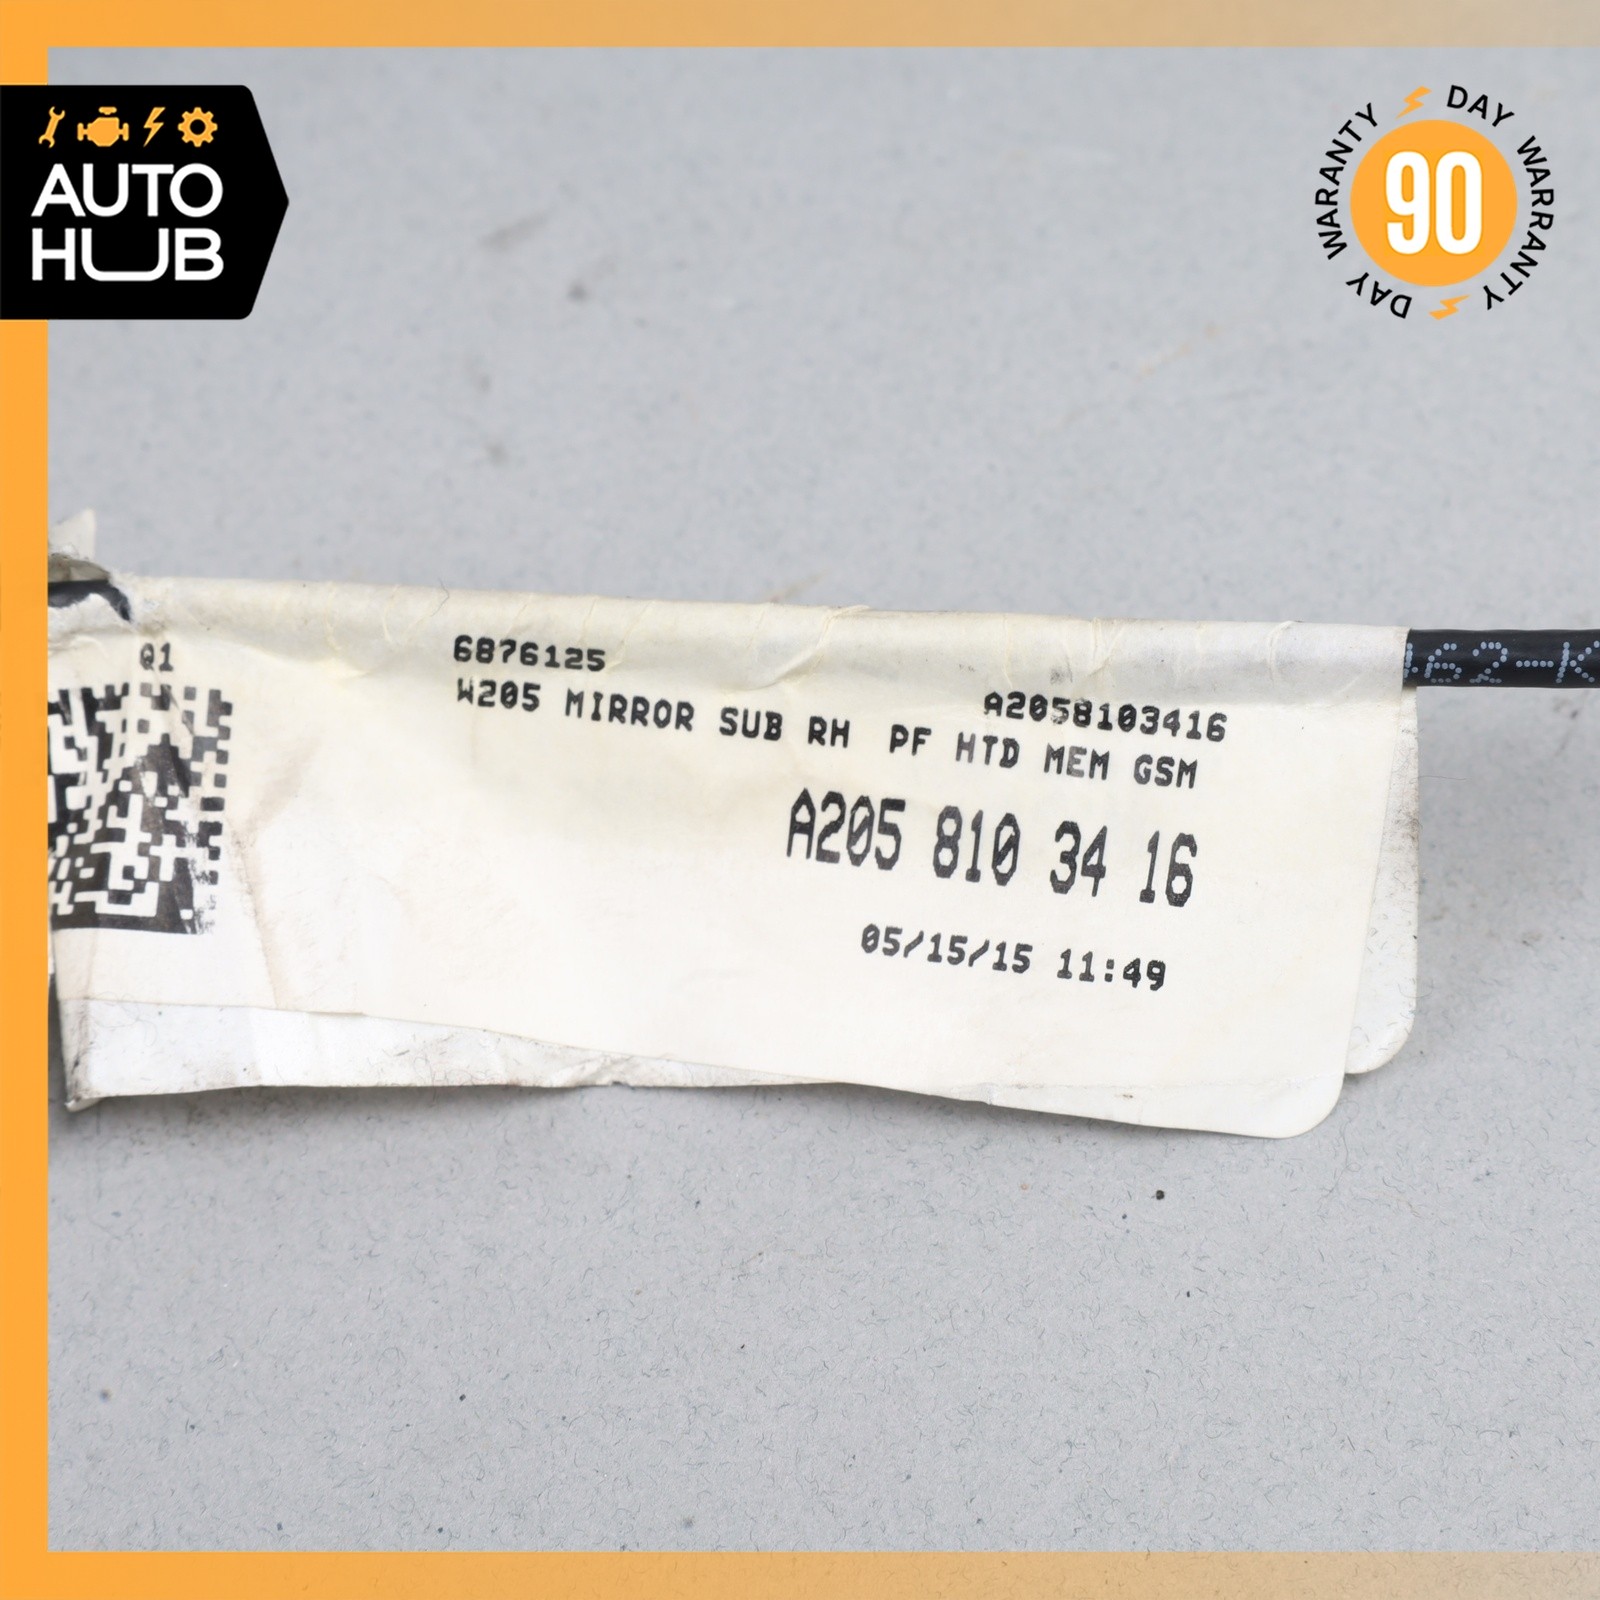 AUTO
HUB
DAY WARRANTY
90
DAY WARRANTY
Q1
6876125
A2058103416
W205 MIRROR SUB RH PF HTD MEM GSM
A205 810 34 16
05/15/15 11:49
462-K